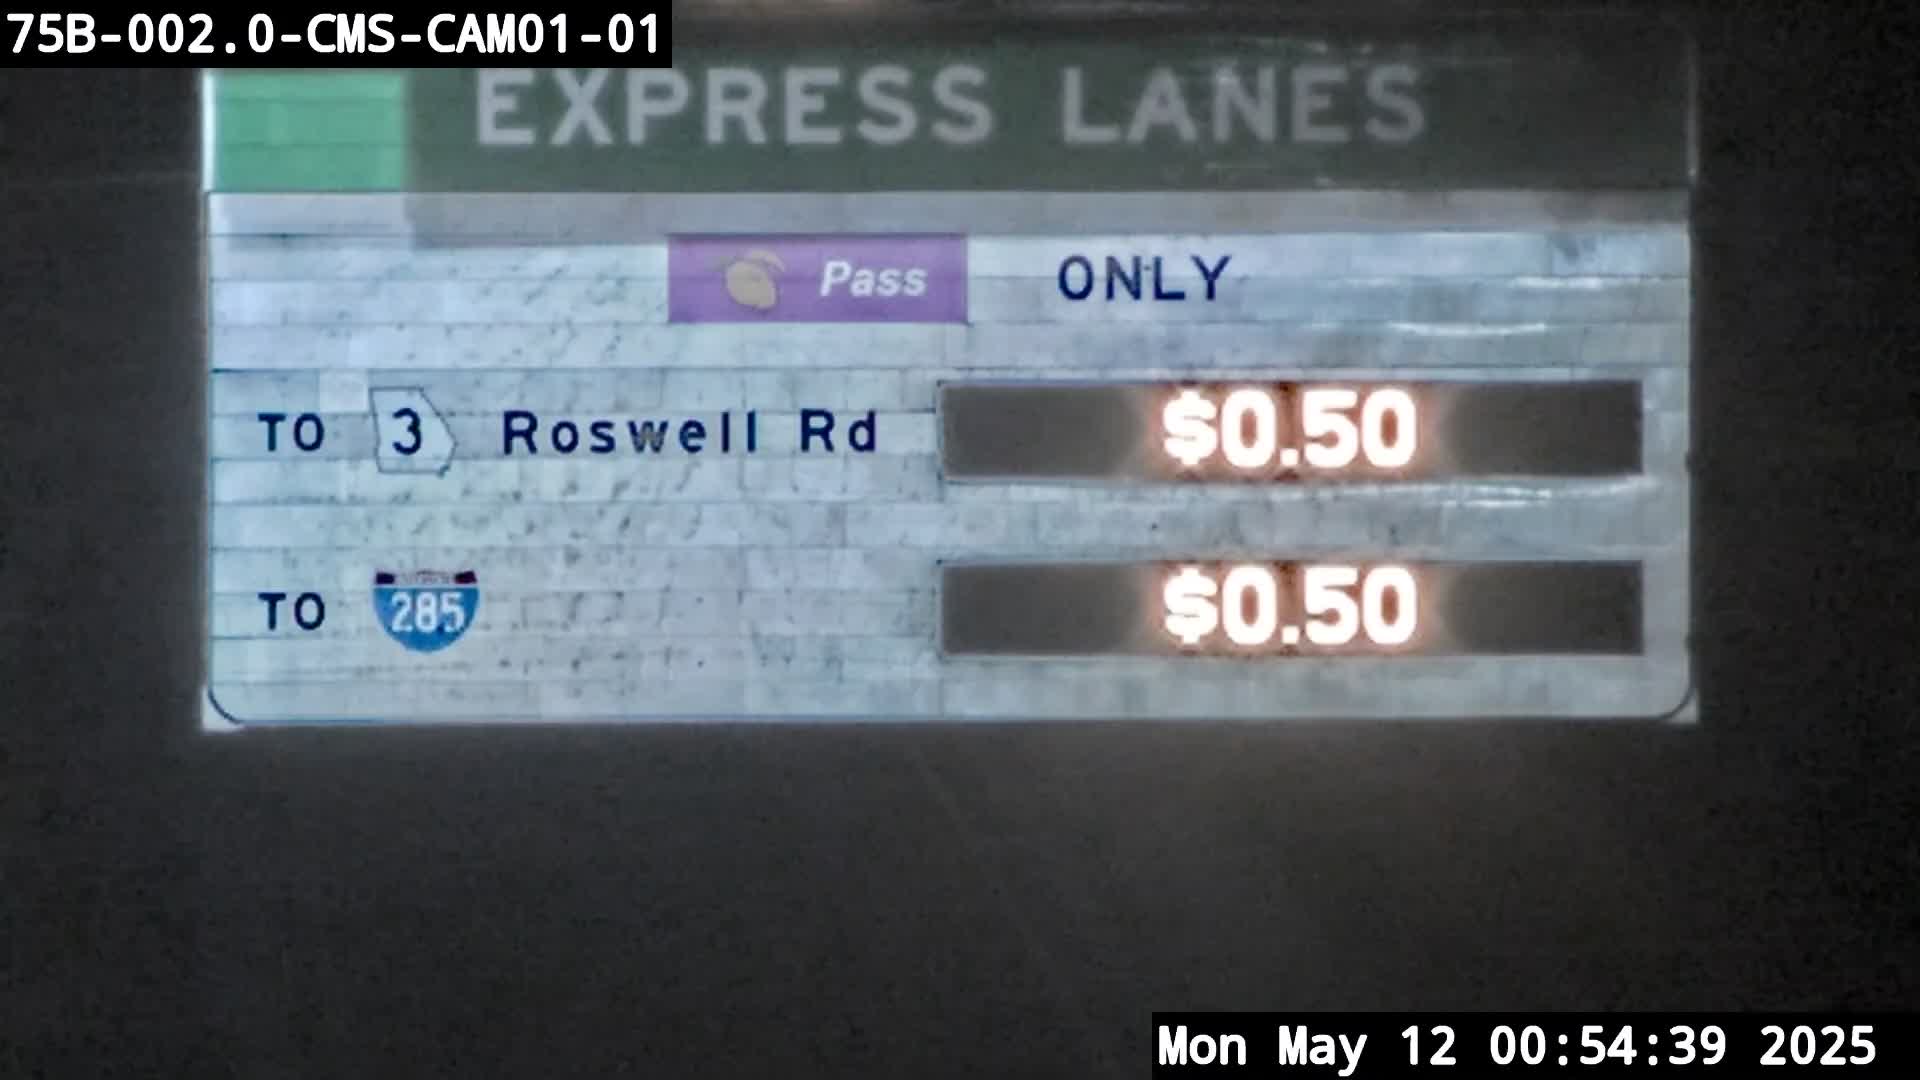 75B-002.0-CMS-CAM01-01
EXPRESS LANES
Pass ONLY
TO 3 Roswell Rd $0.50
TO 285 $0.50
Mon May 12 00:54:39 2025